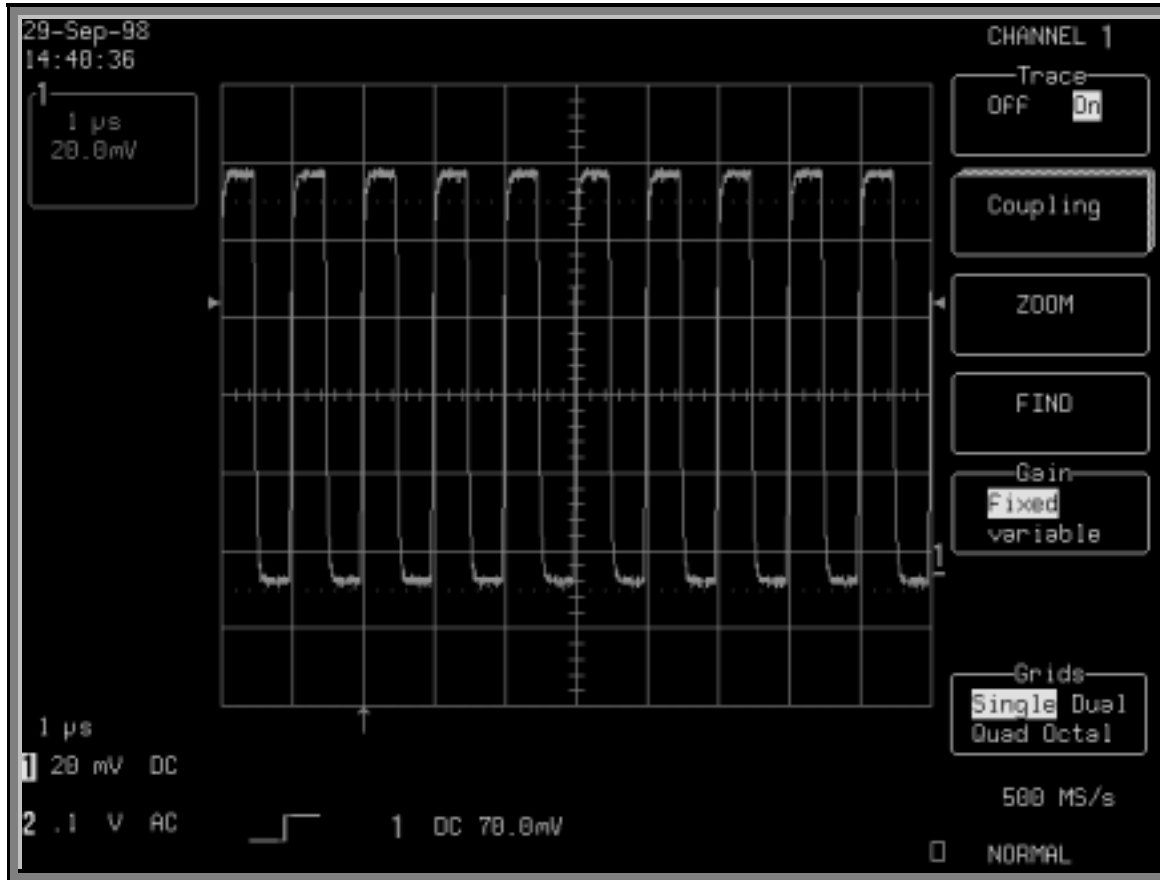 29-Sep-98
14:40:36
1
1 µs
20.0mV
CHANNEL 1
Trace
OFF On
Coupling
ZOOM
FIND
Gain
Fixed
variable
1
Grids
Single Dual
Quad Octal
1 µs
1 20 mV DC
2 .1 V AC
1 DC 70.0mV
500 MS/s
NORMAL